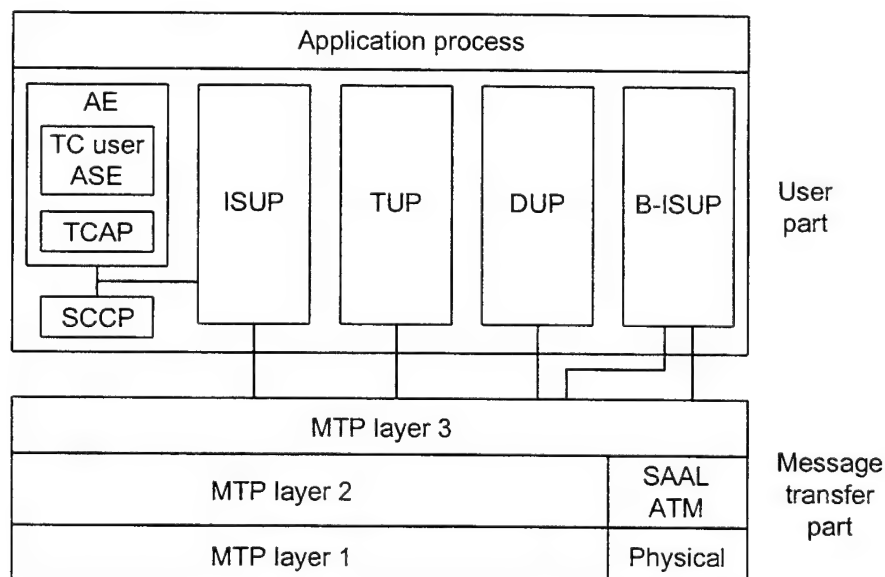 Application process
AE
TC user
ASE
TCAP
SCCP
ISUP
TUP
DUP
B-ISUP
User
part
MTP layer 3
MTP layer 2
SAAL
ATM
MTP layer 1
Physical
Message
transfer
part